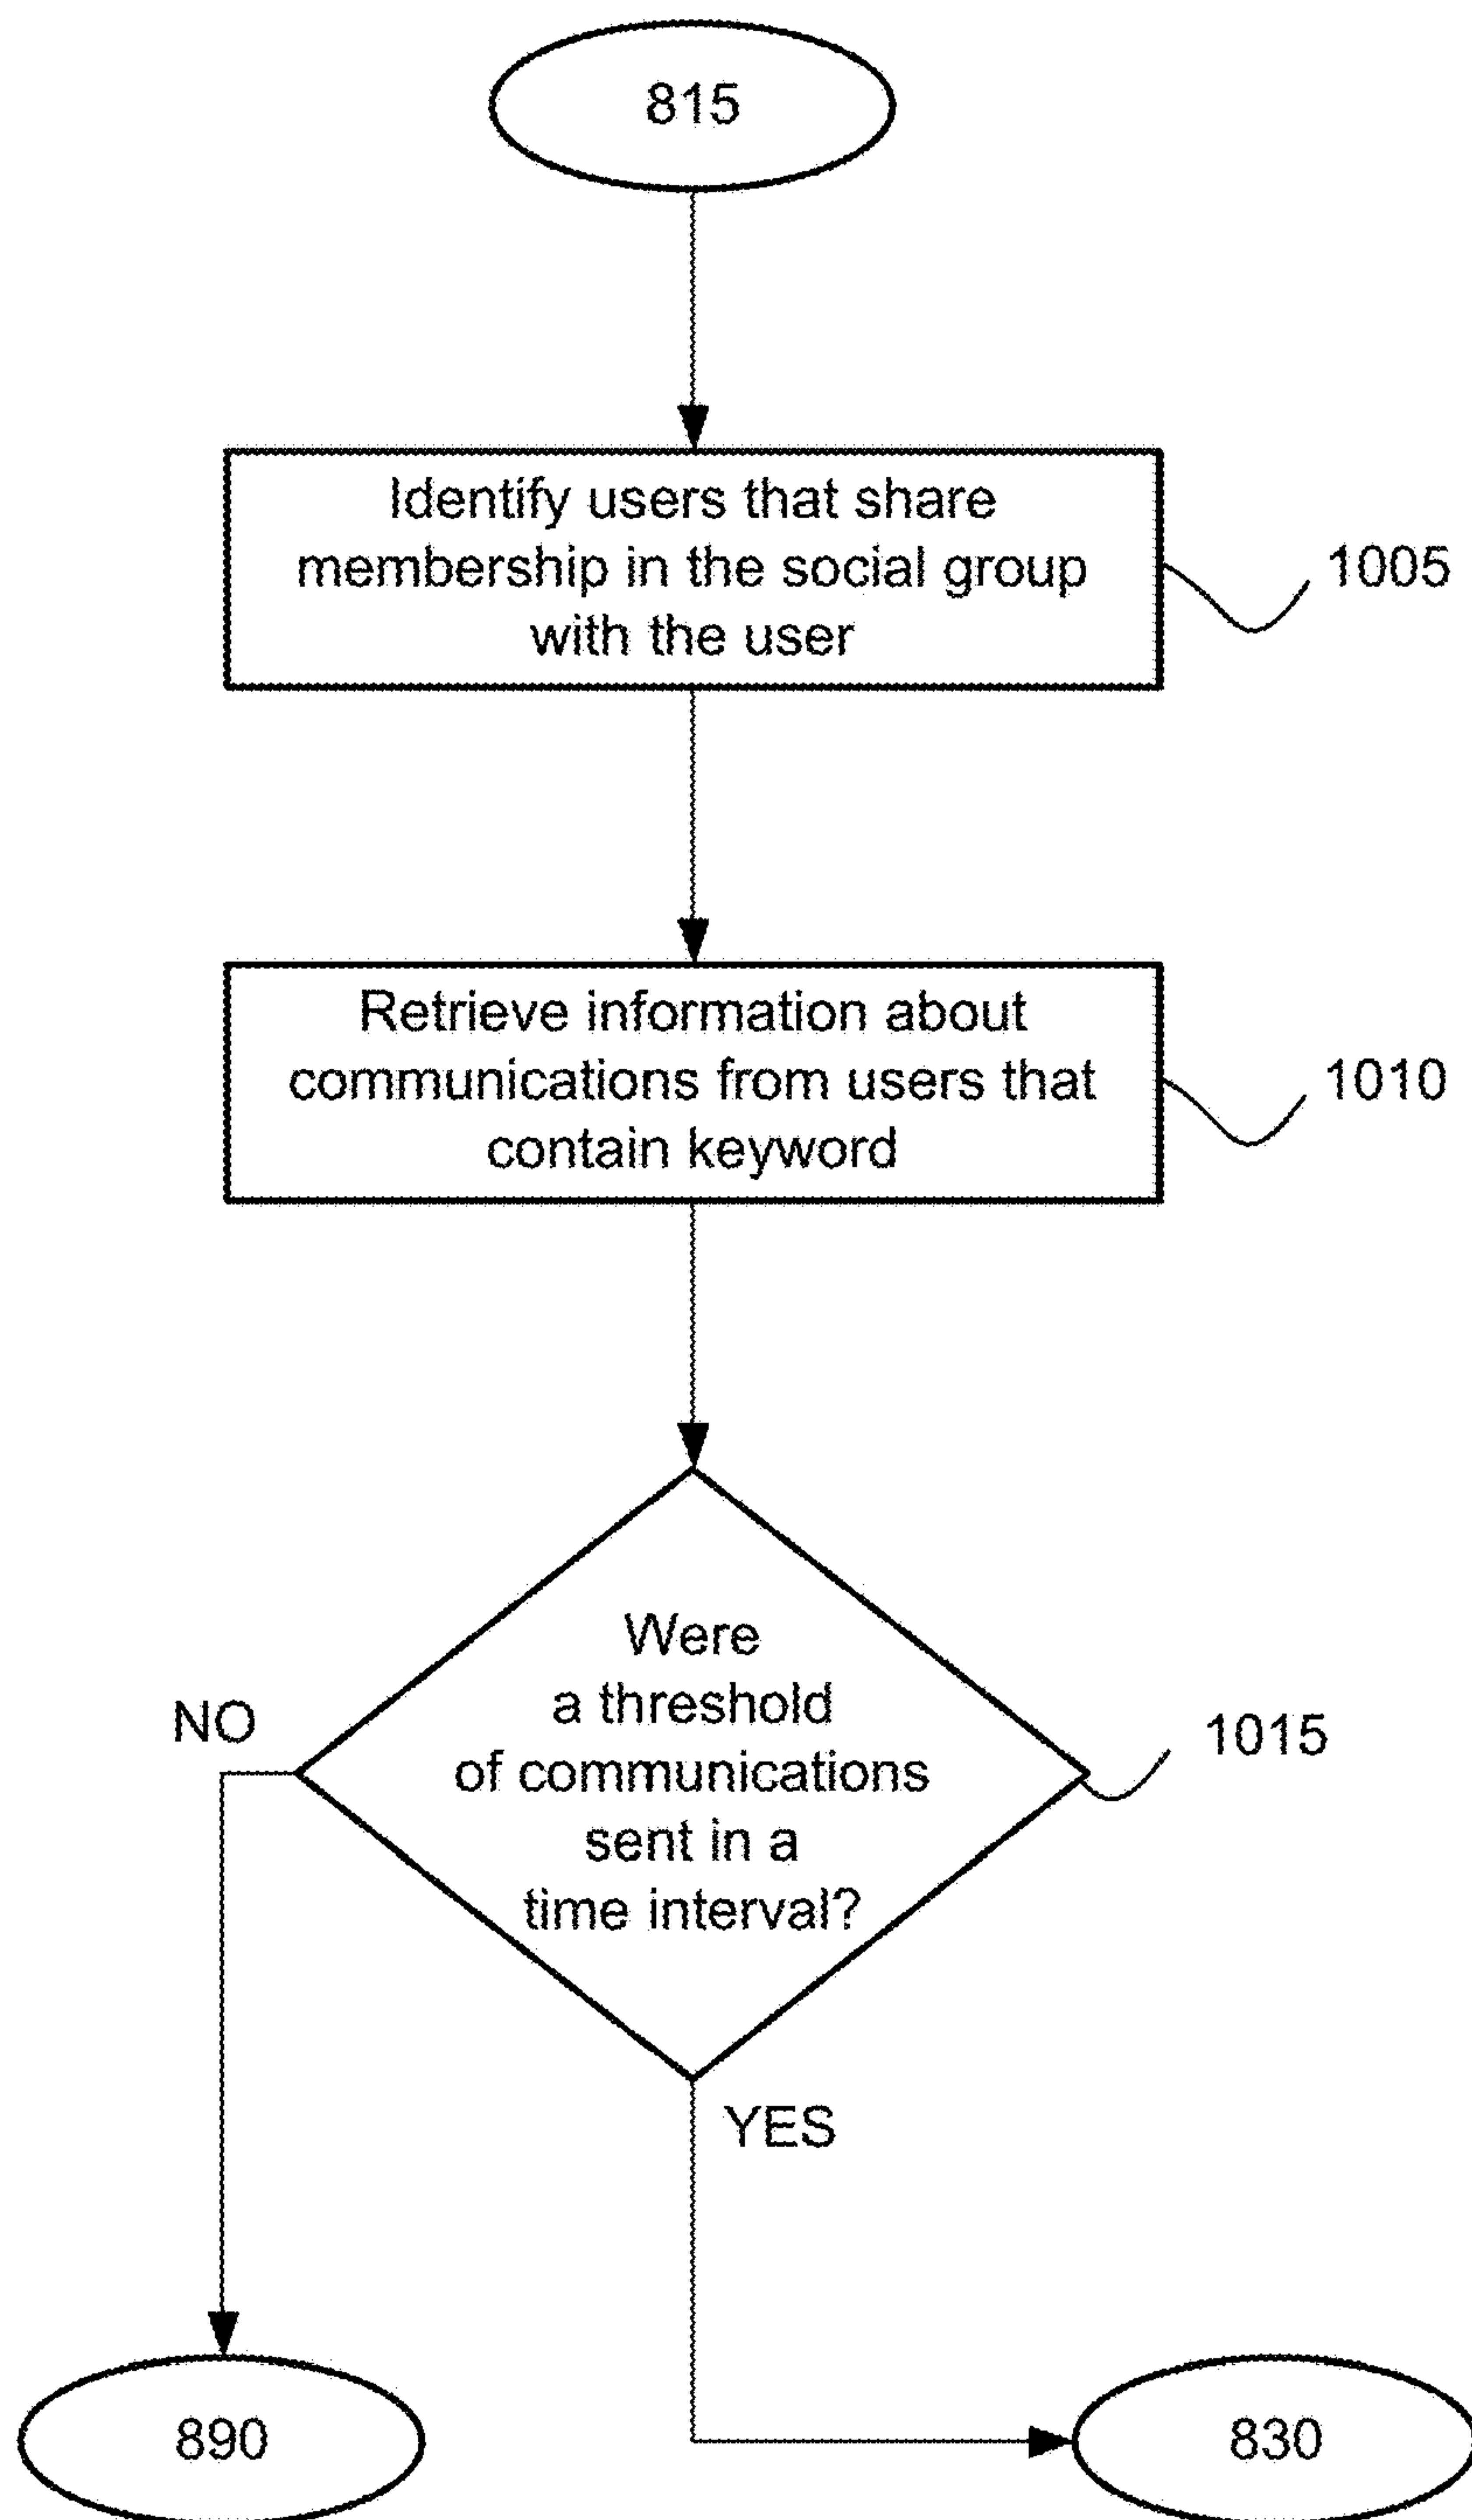 815
Identify users that share
membership in the social group
with the user
1005
Retrieve information about
communications from users that
contain keyword
1010
Were
a threshold
of communications
sent in a
time interval?
NO
1015
YES
890
830